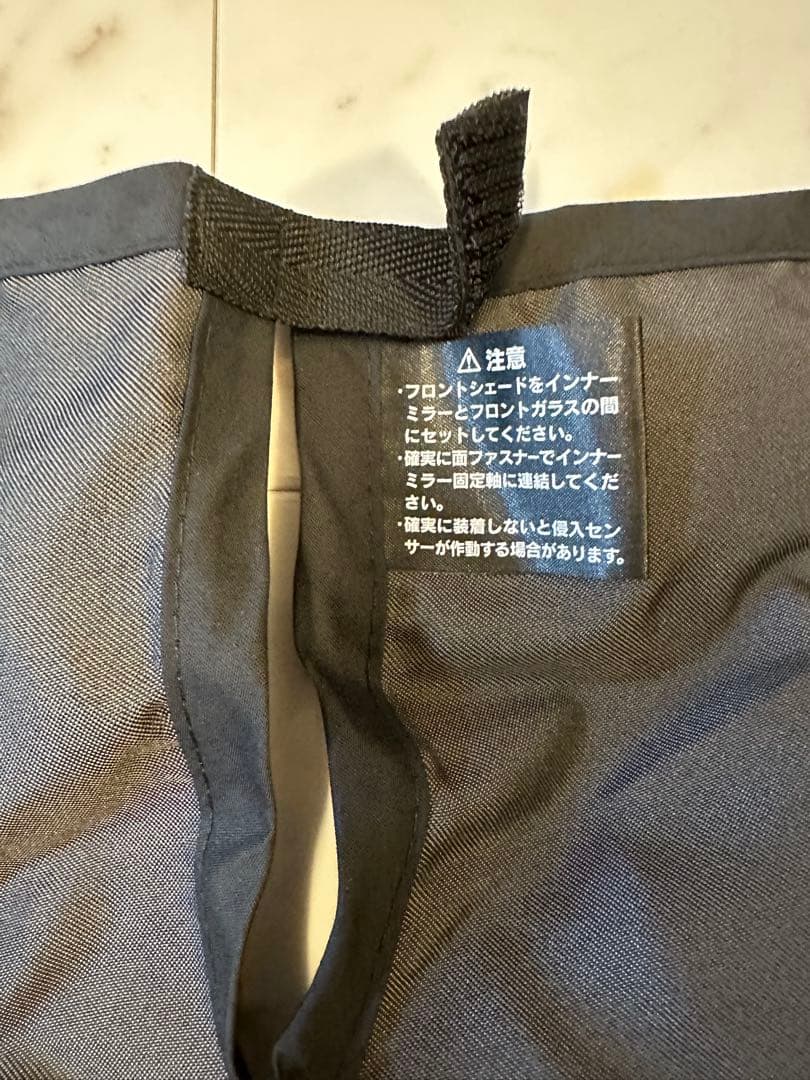 ⚠注意
・フロントシェードをインナー
ミラーとフロントガラスの間
にセットしてください。
・確実に面ファスナーでインナー
ミラー固定軸に連結してくだ
さい。
・確実に装着しないと侵入セン
サーが作動する場合があります。